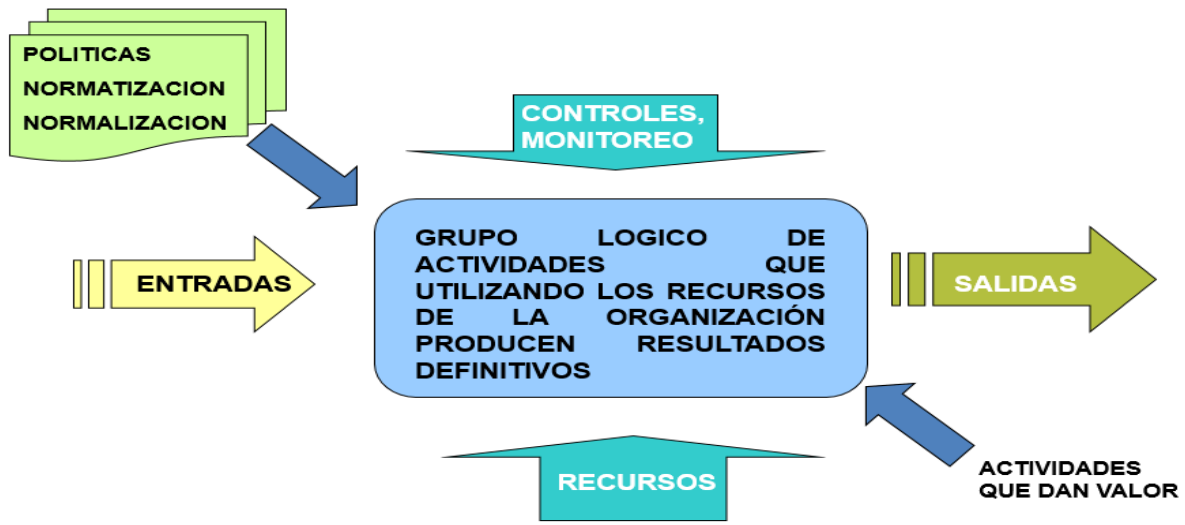 POLITICAS
NORMATIZACION
NORMALIZACION
CONTROLES,
MONITOREO
ENTRADAS
GRUPO LOGICO DE
ACTIVIDADES QUE
UTILIZANDO LOS RECURSOS
DE LA ORGANIZACIÓN
PRODUCEN RESULTADOS
DEFINITIVOS
SALIDAS
RECURSOS
ACTIVIDADES
QUE DAN VALOR